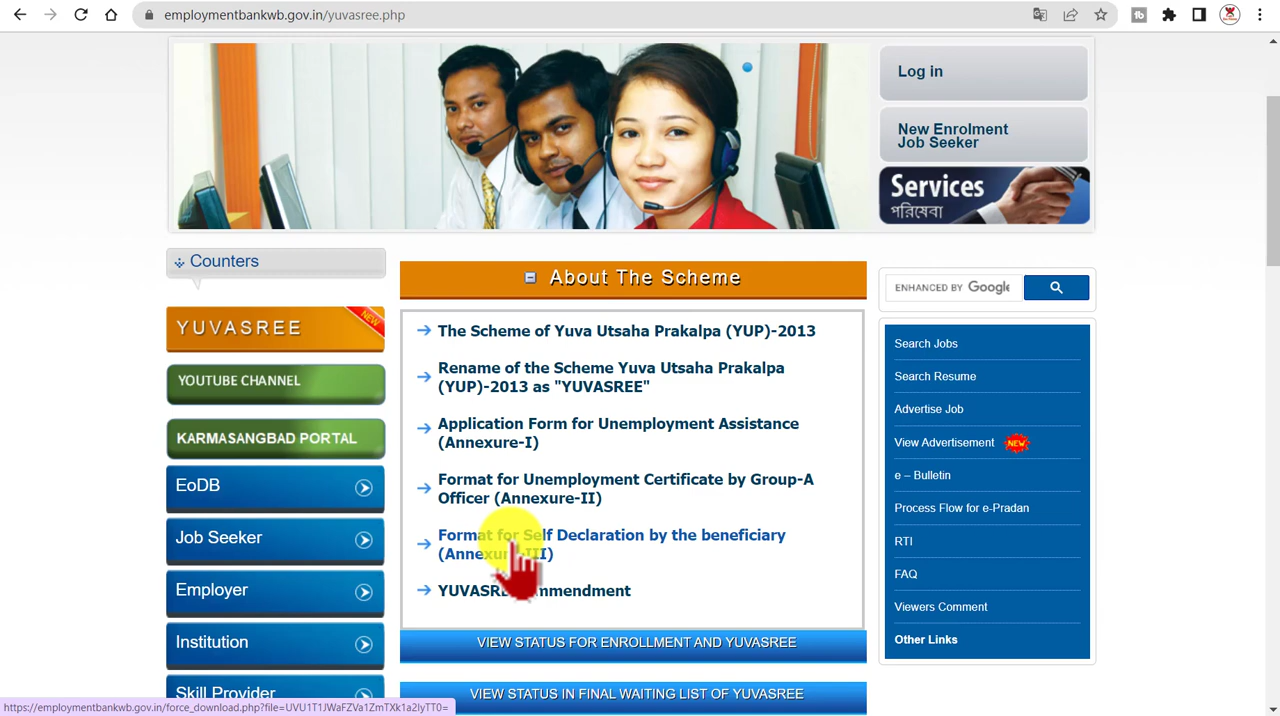 employmentbankwb.gov.in/yuvasree.php
Log in
New Enrolment
Job Seeker
Services
পরিষেবা
Counters
YUVASREE
NEW
YOUTUBE CHANNEL
KARMASANGBAD PORTAL
EoDB
Job Seeker
Employer
Institution
Skill Provider
About The Scheme
The Scheme of Yuva Utsaha Prakalpa (YUP)-2013
Rename of the Scheme Yuva Utsaha Prakalpa
(YUP)-2013 as "YUVASREE"
Application Form for Unemployment Assistance
(Annexure-I)
Format for Unemployment Certificate by Group-A
Officer (Annexure-II)
Format for Self Declaration by the beneficiary
(Annexure-III)
YUVASREE Ammendment
VIEW STATUS FOR ENROLLMENT AND YUVASREE
VIEW STATUS IN FINAL WAITING LIST OF YUVASREE
ENHANCED BY Google
Search Jobs
Search Resume
Advertise Job
View Advertisement NEW
e – Bulletin
Process Flow for e-Pradan
RTI
FAQ
Viewers Comment
Other Links